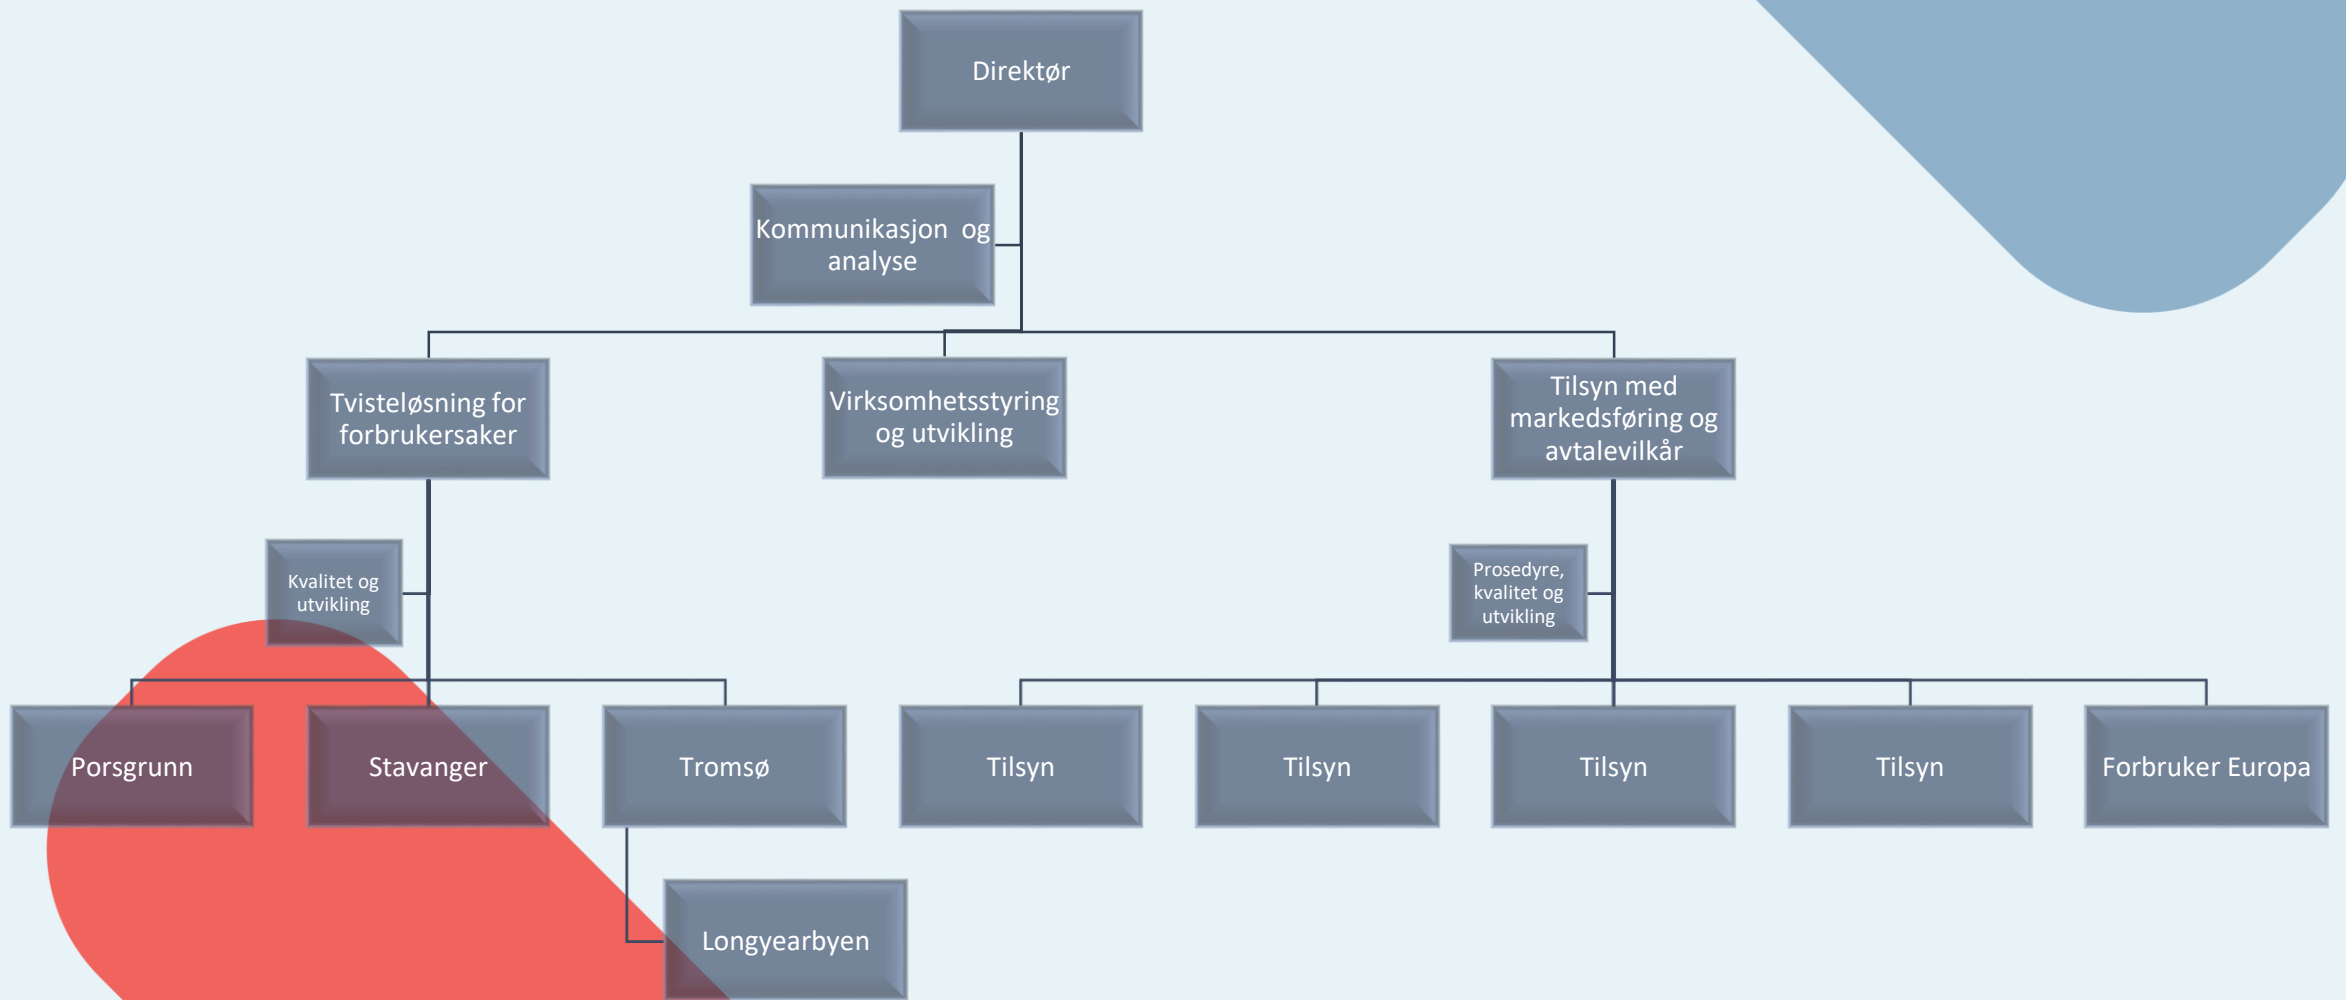 Direktør
Kommunikasjon og
analyse
Tvisteløsning for
forbrukersaker
Virksomhetsstyring
og utvikling
Tilsyn med
markedsføring og
avtalevilkår
Kvalitet og
utvikling
Prosedyre,
kvalitet og
utvikling
Porsgrunn
Stavanger
Tromsø
Tilsyn
Tilsyn
Tilsyn
Tilsyn
Forbruker Europa
Longyearbyen